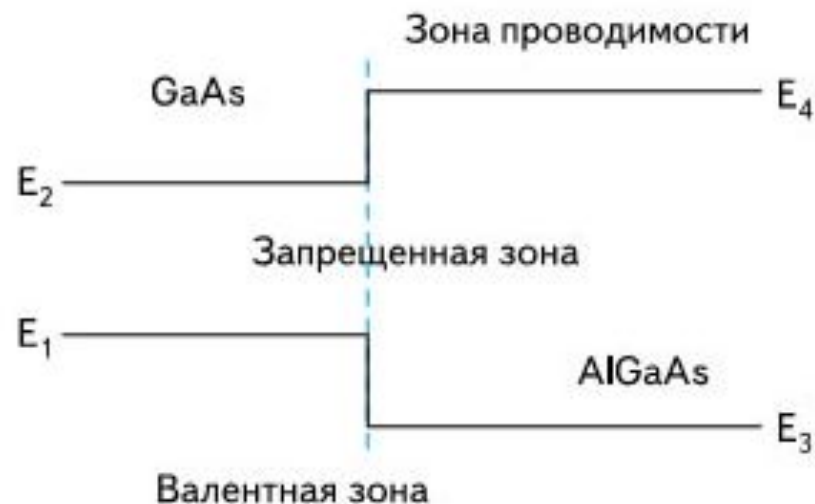 Зона проводимости
GaAs
E4
E2
Запрещенная зона
E1
AlGaAs
E3
Валентная зона